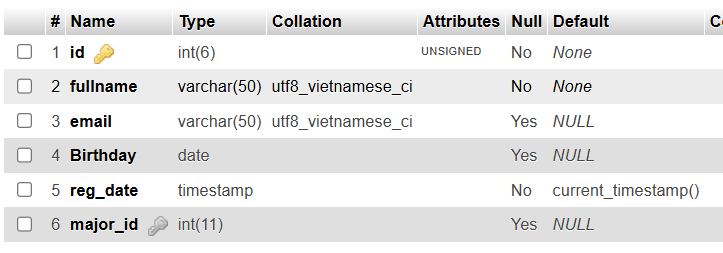 # Name Type Collation Attributes Null Default Co
1 id int(6) UNSIGNED No None
2 fullname varchar(50) utf8_vietnamese_ci No None
3 email varchar(50) utf8_vietnamese_ci Yes NULL
4 Birthday date Yes NULL
5 reg_date timestamp No current_timestamp()
6 major_id int(11) Yes NULL